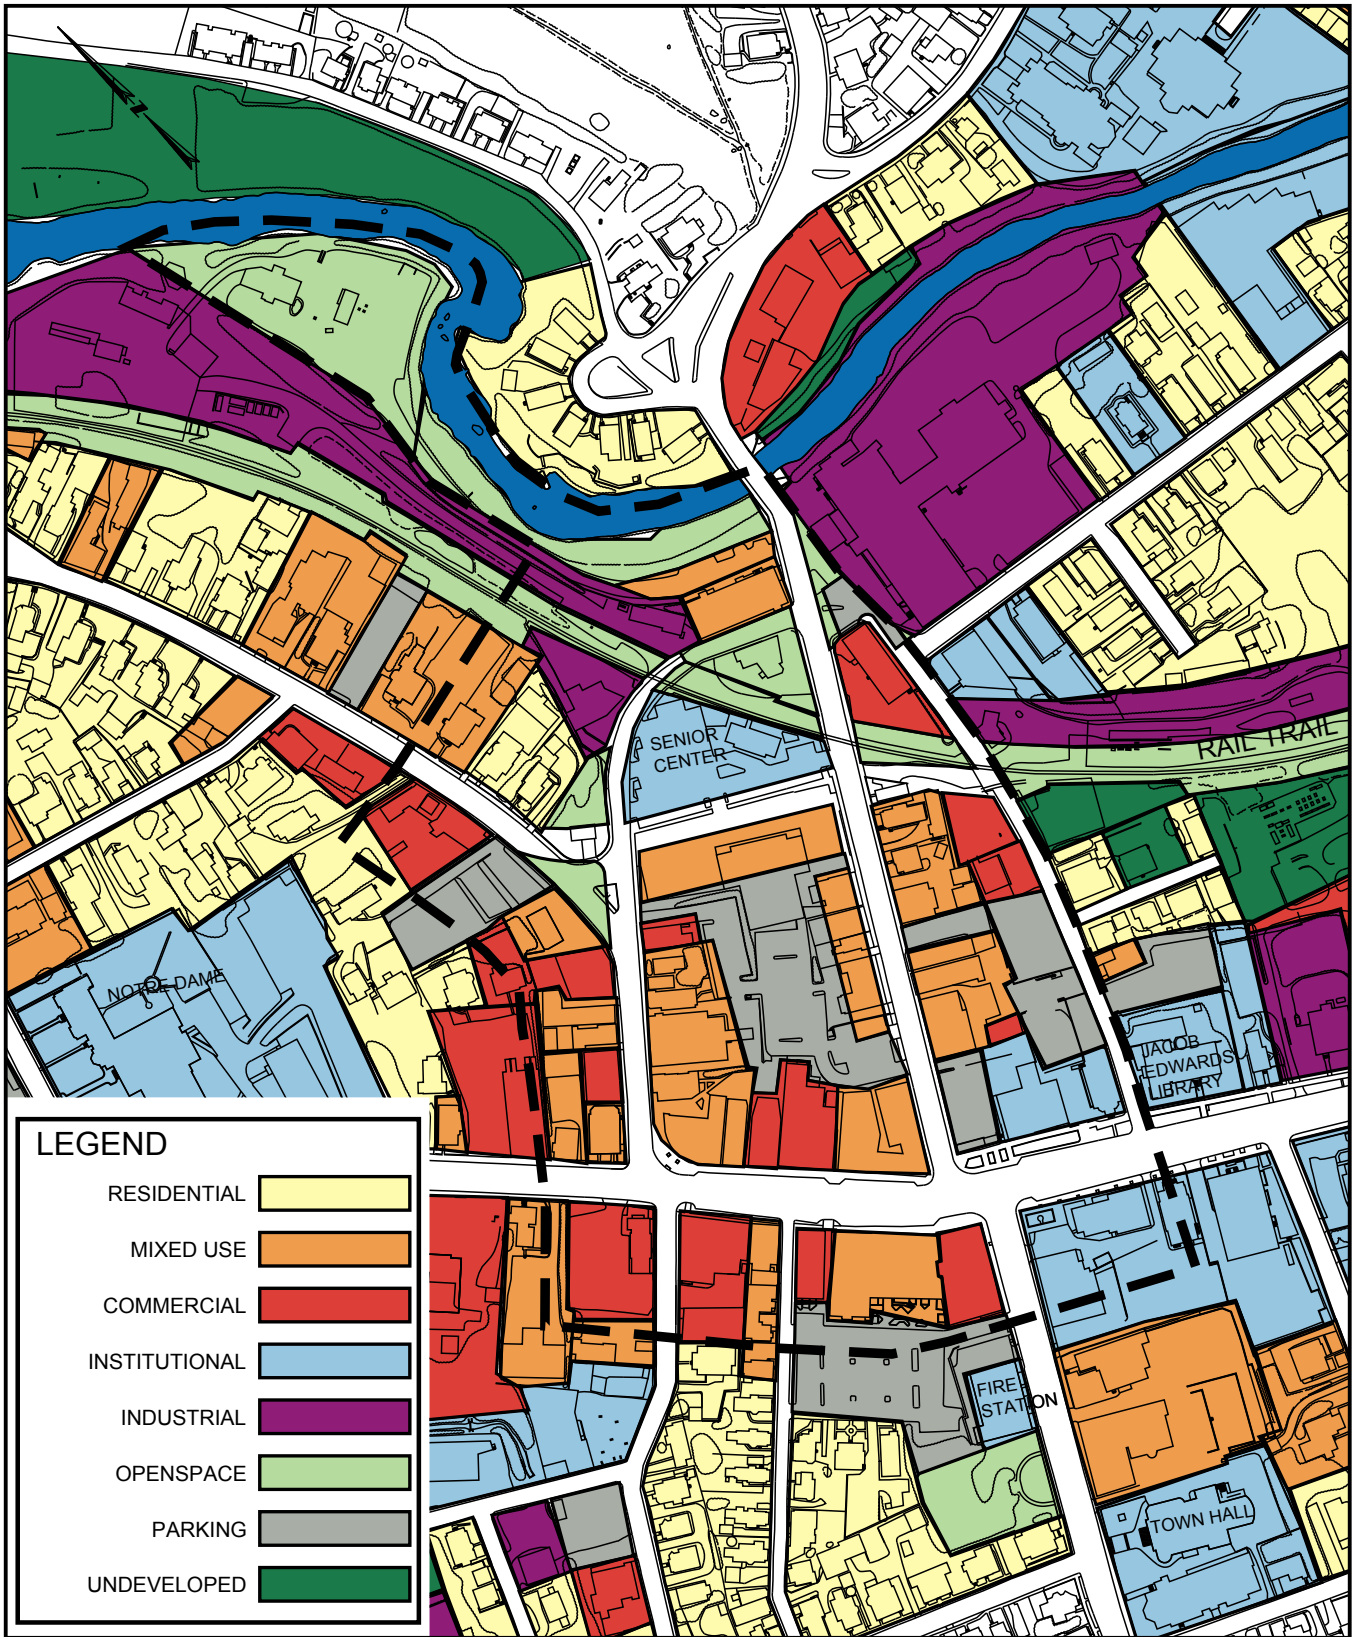 N
SENIOR
CENTER
RAIL TRAIL
NOTRE DAME
JACOB
EDWARDS
LIBRARY
LEGEND
RESIDENTIAL
MIXED USE
COMMERCIAL
INSTITUTIONAL
INDUSTRIAL
OPENSPACE
PARKING
UNDEVELOPED
FIRE
STATION
TOWN HALL